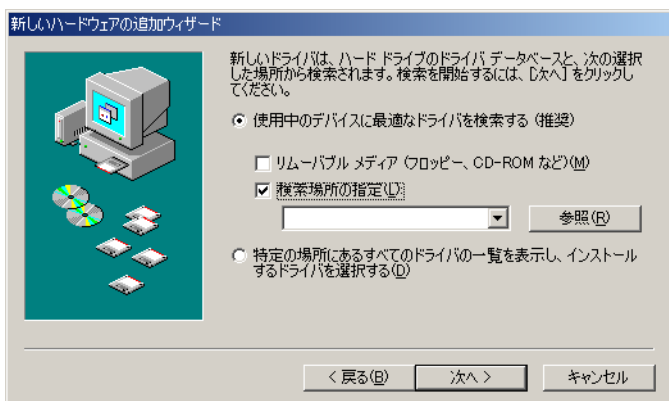 新しいハードウェアの追加ウィザード
新しいドライバは、ハード ドライブのドライバ データベースと、次の選択
した場所から検索されます。検索を開始するには、[次へ] をクリックし
てください。
使用中のデバイスに最適なドライバを検索する (推奨)
リムーバブル メディア (フロッピー、CD-ROM など)(M)
検索場所の指定(L):
参照(R)
特定の場所にあるすべてのドライバの一覧を表示し、インストール
するドライバを選択する(D)
< 戻る(B)
次へ >
キャンセル